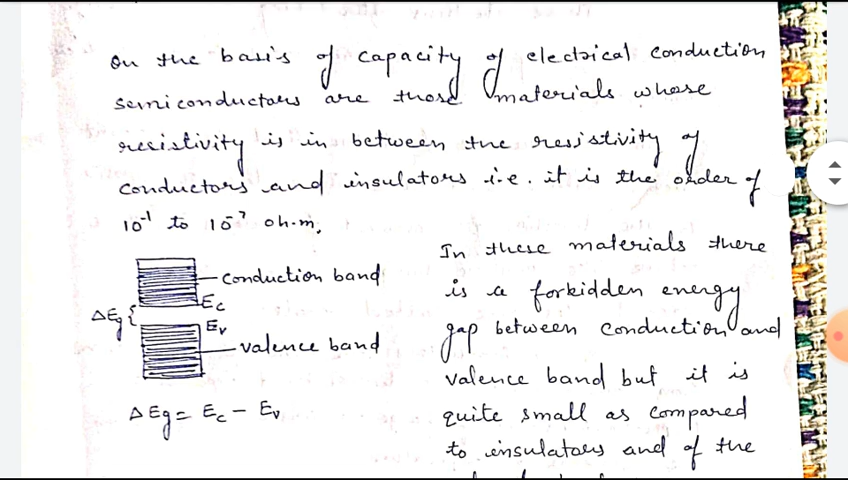 On the basis of capacity of electrical conduction
semiconductors are those materials whose
resistivity is in between the resistivity of
conductors and insulators i.e. it is the order of
10⁻¹ to 10⁻⁷ oh.m.
conduction band
Ec
ΔEg{
Ev
valence band
ΔEg = Ec − Ev
In these materials there
is a forbidden energy
gap between conduction and
valence band but it is
quite small as compared
to insulators and of the